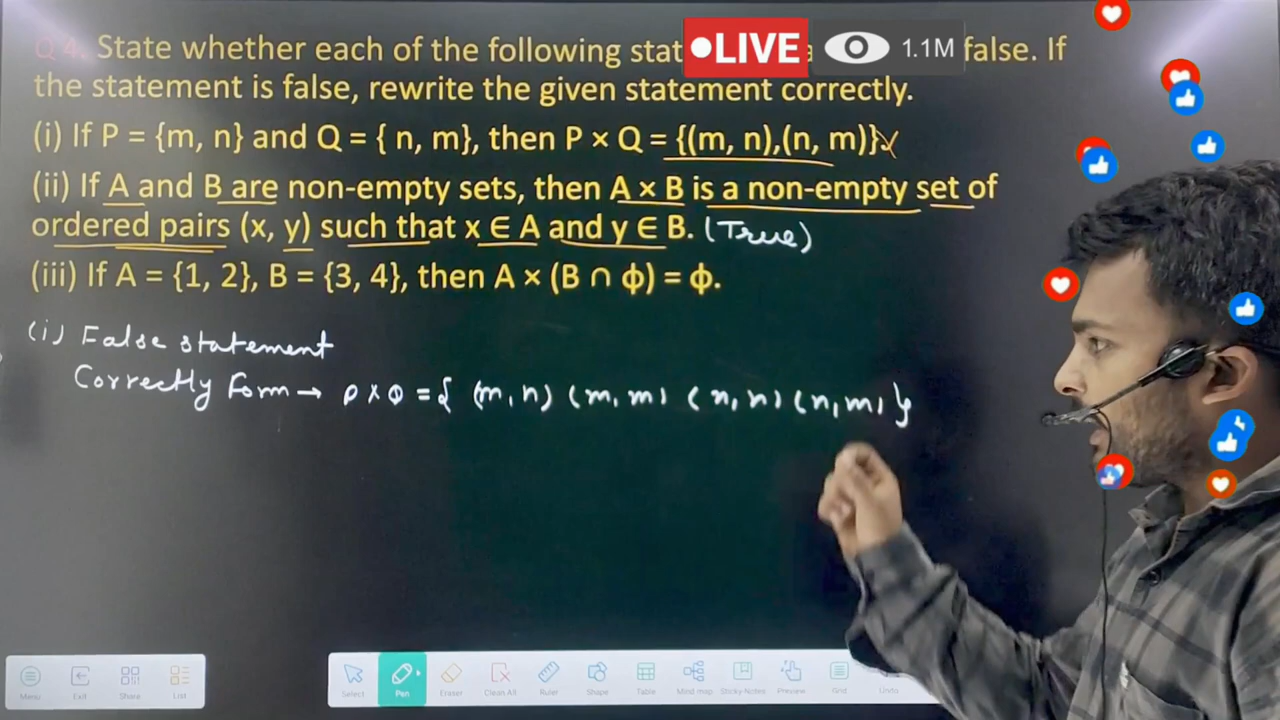 Q 4. State whether each of the following stat LIVE 1.1M false. If
the statement is false, rewrite the given statement correctly.
(i) If P = {m, n} and Q = { n, m}, then P × Q = {(m, n),(n, m)}
(ii) If A and B are non-empty sets, then A × B is a non-empty set of
ordered pairs (x, y) such that x ∈ A and y ∈ B. (True)
(iii) If A = {1, 2}, B = {3, 4}, then A × (B ∩ ϕ) = ϕ.
(i) False statement
Correctly Form → P × Q = { (m, n) (m, m) (n, n) (n, m) }
Menu Exit Share List Select Pen Eraser Clean All Ruler Shape Table Mind map Sticky-Notes Preview Grid Undo